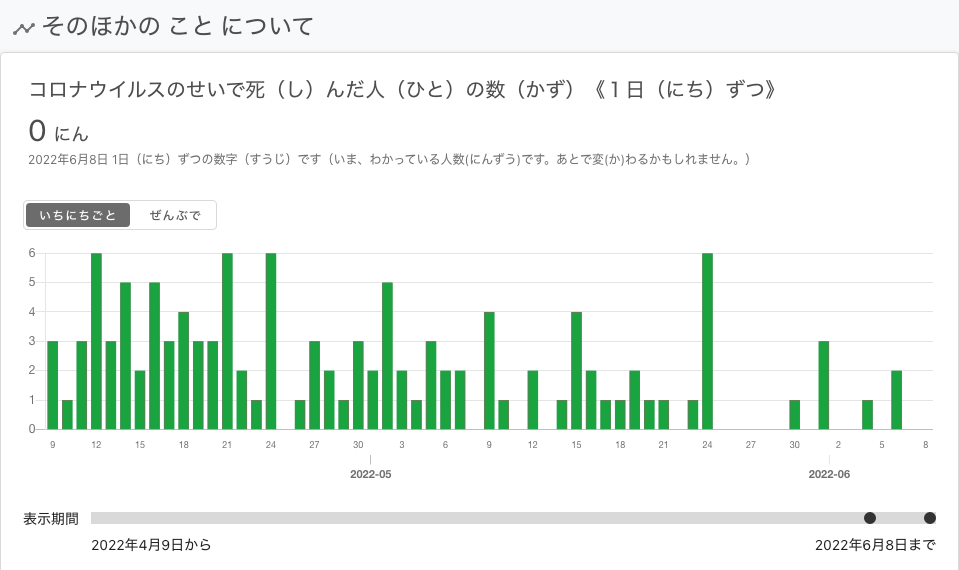 そのほかの こと について
コロナウイルスのせいで死（し）んだ人（ひと）の数（かず）《１日（にち）ずつ》
0 にん
2022年6月8日 1日（にち）ずつの数字（すうじ）です（いま、わかっている人数(にんずう)です。あとで変(か)わるかもしれません。）
いちにちごと ぜんぶで
6
5
4
3
2
1
0
9 12 15 18 21 24 27 30 3 6 9 12 15 18 21 24 27 30 2 5 8
2022-05 2022-06
表示期間
2022年4月9日から 2022年6月8日まで